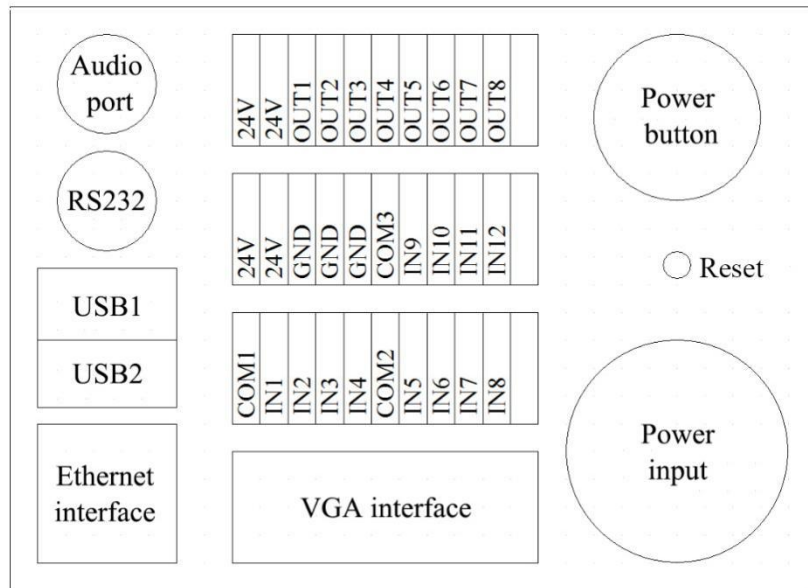 Audio
port
RS232
USB1
USB2
Ethernet
interface
24V
24V
OUT1
OUT2
OUT3
OUT4
OUT5
OUT6
OUT7
OUT8
24V
24V
GND
GND
GND
COM3
IN9
IN10
IN11
IN12
COM1
IN1
IN2
IN3
IN4
COM2
IN5
IN6
IN7
IN8
VGA interface
Power
button
Reset
Power
input